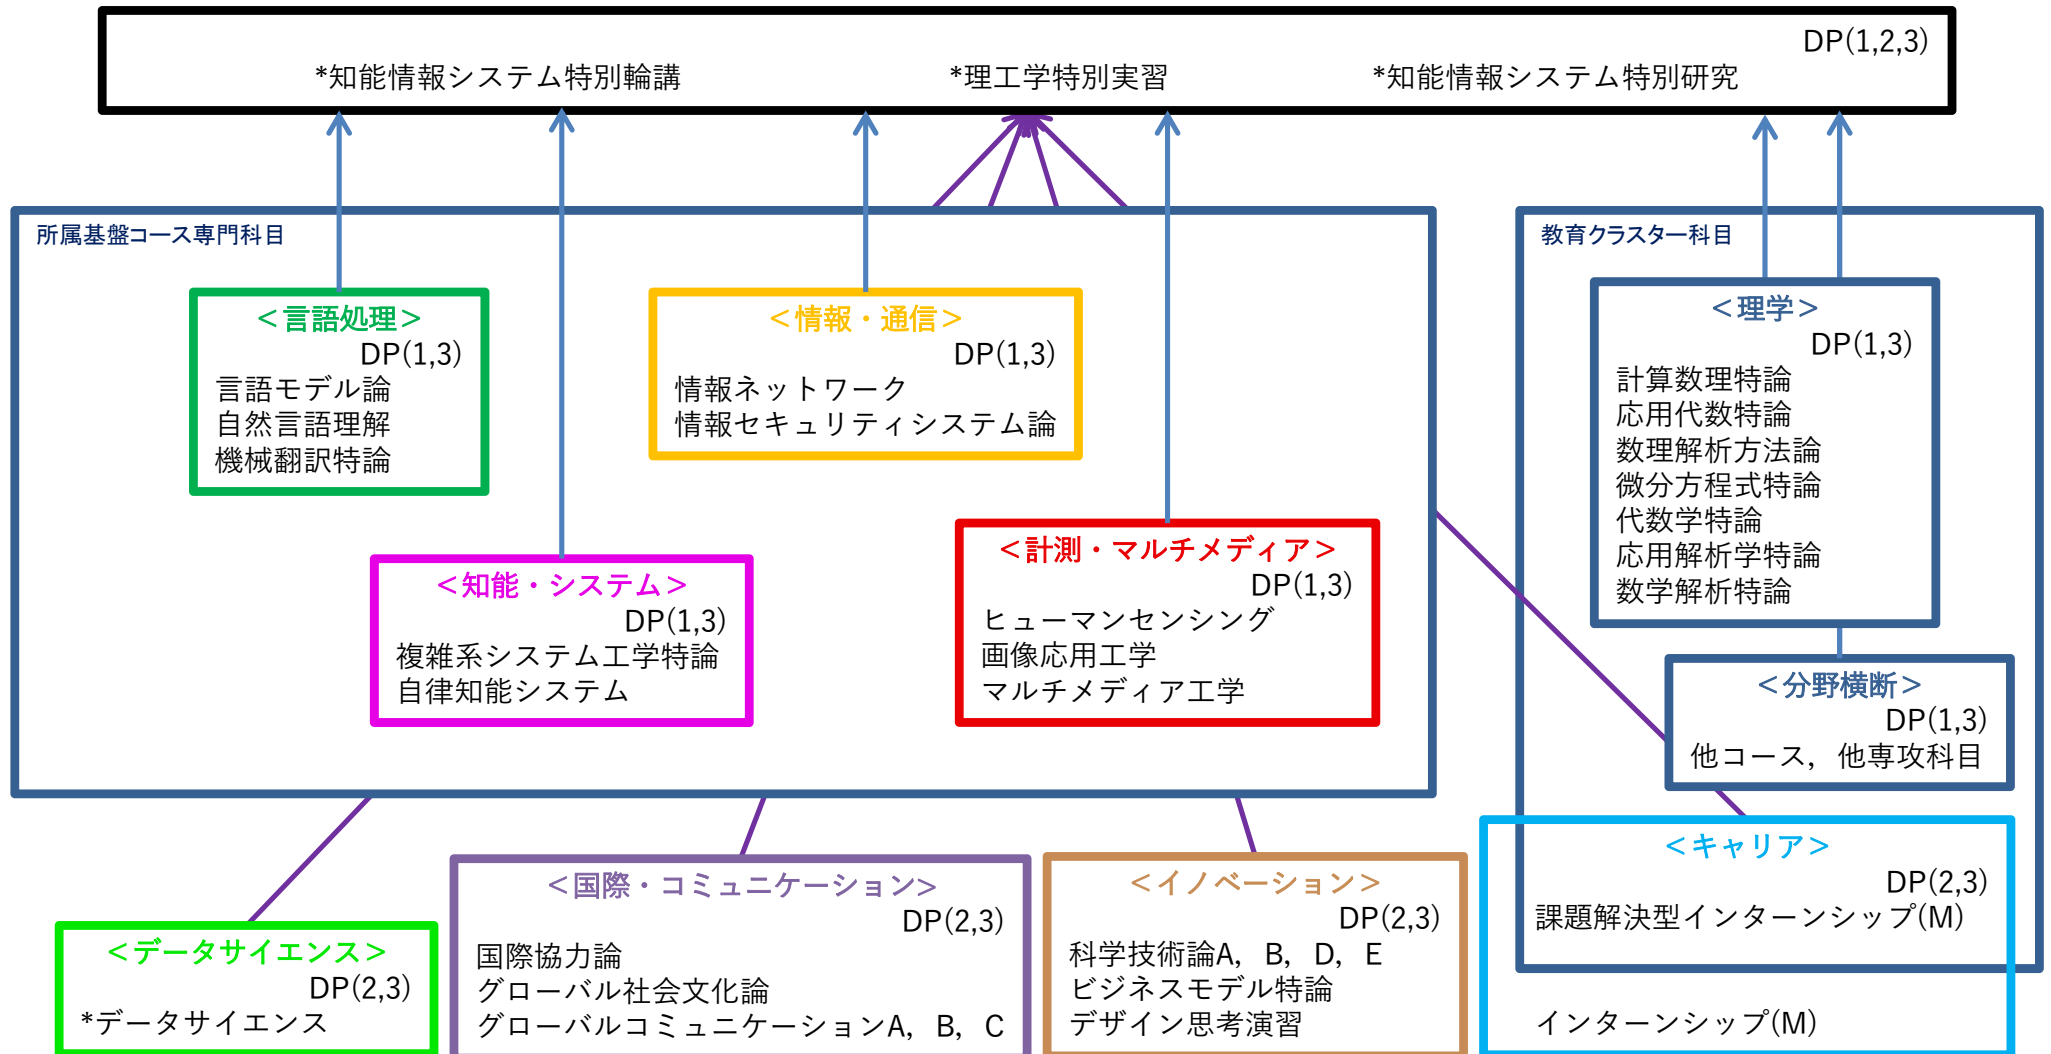 DP(1,2,3)
*知能情報システム特別輪講 *理工学特別実習 *知能情報システム特別研究
所属基盤コース専門科目
<言語処理>
DP(1,3)
言語モデル論
自然言語理解
機械翻訳特論
<情報・通信>
DP(1,3)
情報ネットワーク
情報セキュリティシステム論
<知能・システム>
DP(1,3)
複雑系システム工学特論
自律知能システム
<計測・マルチメディア>
DP(1,3)
ヒューマンセンシング
画像応用工学
マルチメディア工学
教育クラスター科目
<理学>
DP(1,3)
計算数理特論
応用代数特論
数理解析方法論
微分方程式特論
代数学特論
応用解析学特論
数学解析特論
<分野横断>
DP(1,3)
他コース，他専攻科目
<データサイエンス>
DP(2,3)
*データサイエンス
<国際・コミュニケーション>
DP(2,3)
国際協力論
グローバル社会文化論
グローバルコミュニケーションA，B，C
<イノベーション>
DP(2,3)
科学技術論A，B，D，E
ビジネスモデル特論
デザイン思考演習
<キャリア>
DP(2,3)
課題解決型インターンシップ(M)
インターンシップ(M)